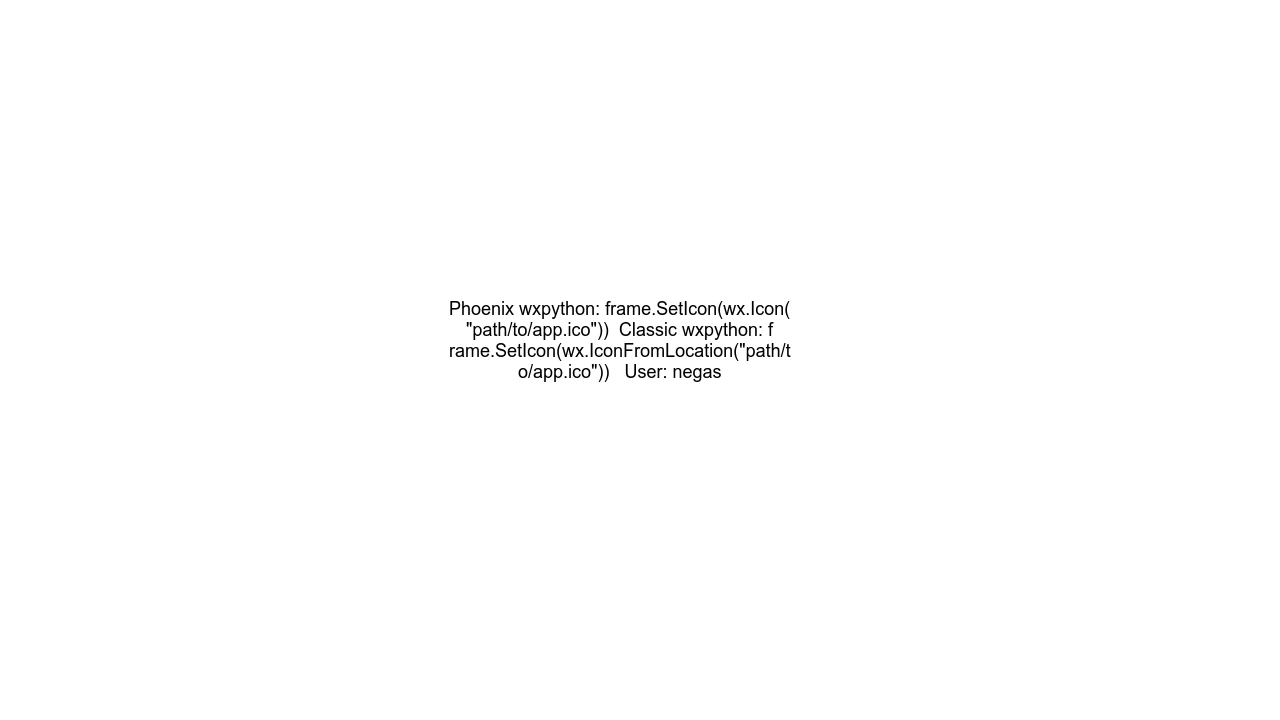 Phoenix wxpython: frame.SetIcon(wx.Icon(
"path/to/app.ico"))  Classic wxpython: f
rame.SetIcon(wx.IconFromLocation("path/t
o/app.ico"))   User: negas